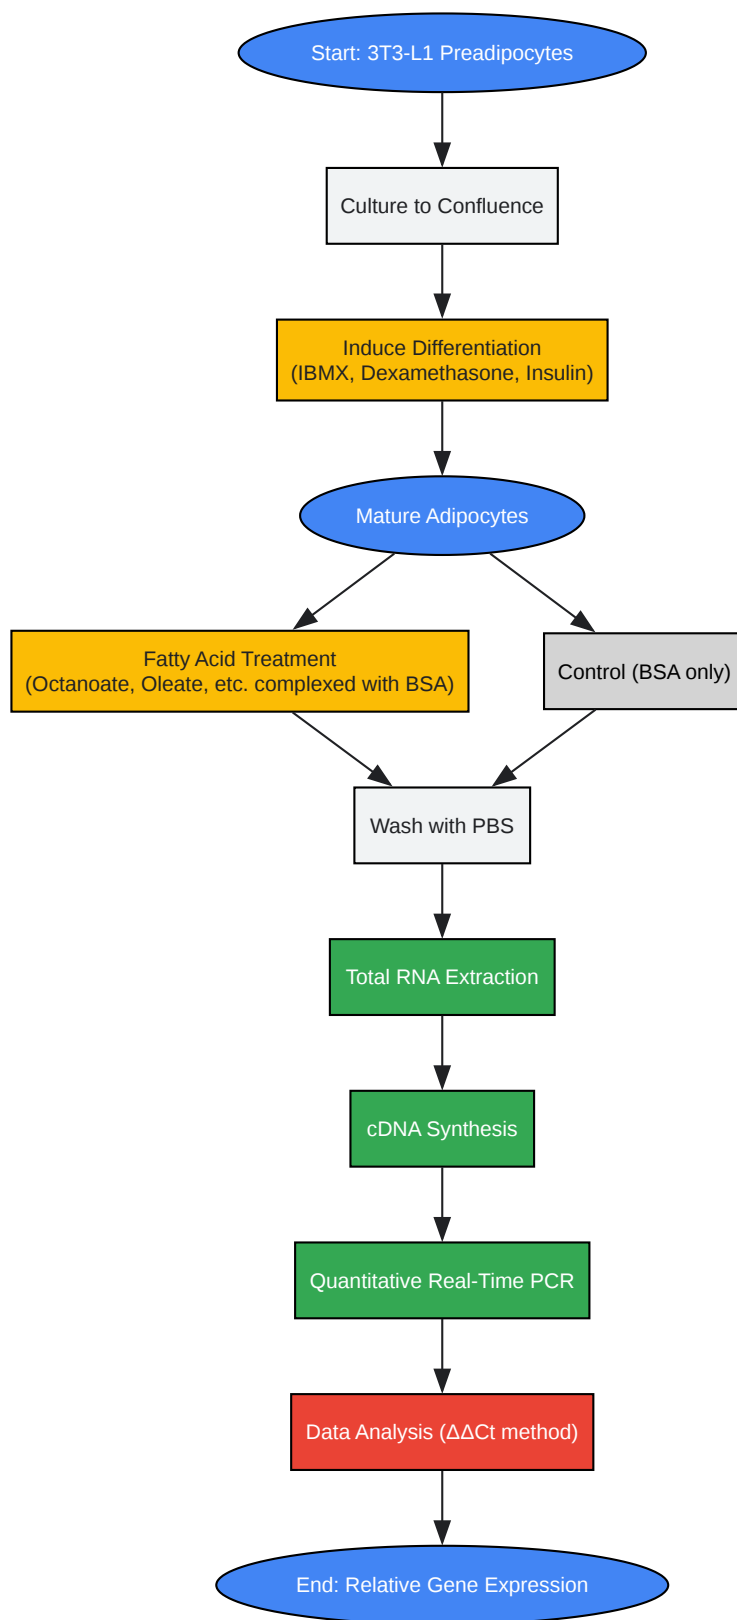 Start: 3T3-L1 Preadipocytes
Culture to Confluence
Induce Differentiation
(IBMX, Dexamethasone, Insulin)
Mature Adipocytes
Fatty Acid Treatment
(Octanoate, Oleate, etc. complexed with BSA)
Control (BSA only)
Wash with PBS
Total RNA Extraction
cDNA Synthesis
Quantitative Real-Time PCR
Data Analysis (ΔΔCt method)
End: Relative Gene Expression